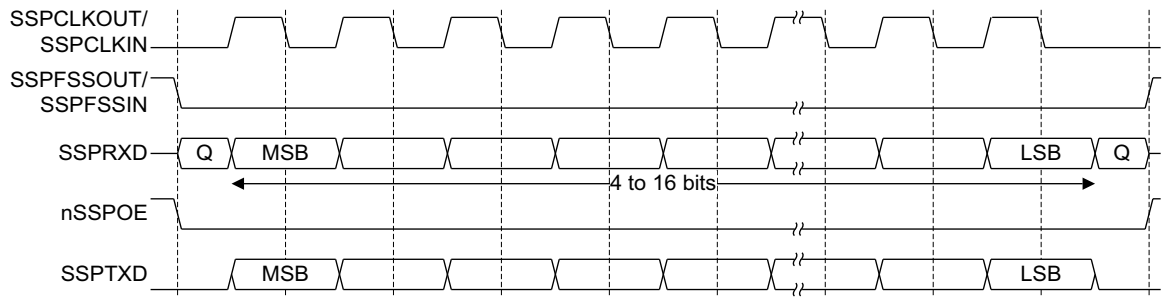 SSPCLKOUT/
SSPCLKIN
SSPFSSOUT/
SSPFSSIN
SSPRXD Q MSB LSB Q
4 to 16 bits
nSSPOE
SSPTXD MSB LSB